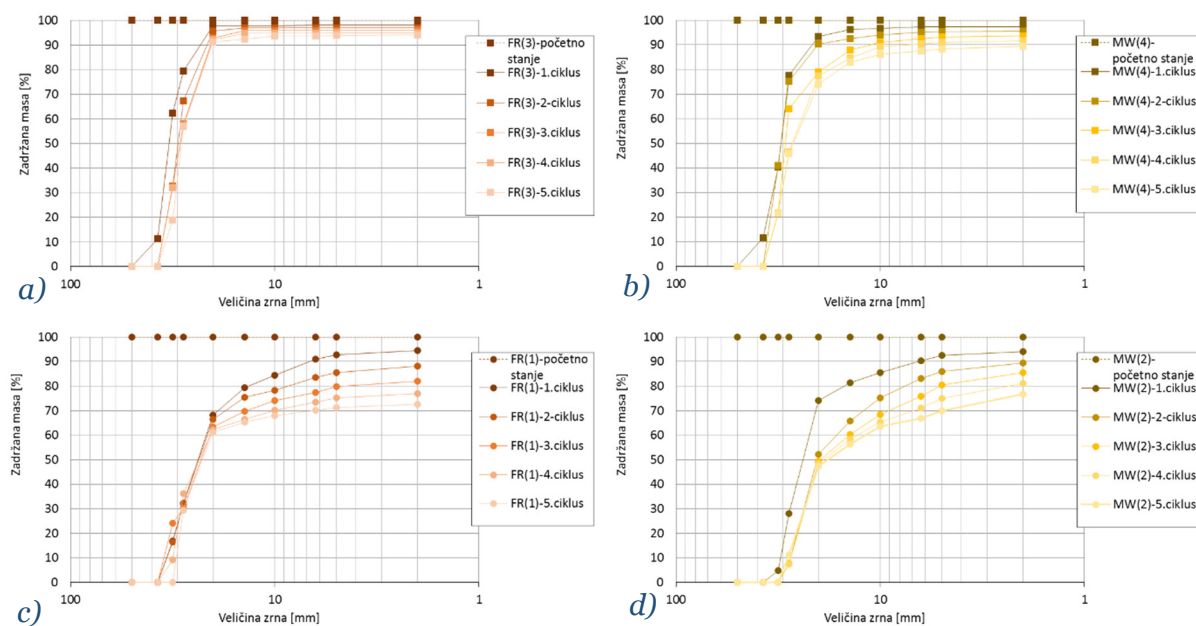 Zadržana masa [%]
100
90
80
70
60
50
40
30
20
10
0
100
10
1
Veličina zrna [mm]
FR(3)-početno
stanje
FR(3)-1.ciklus
FR(3)-2-ciklus
FR(3)-3.ciklus
FR(3)-4.ciklus
FR(3)-5.ciklus
a)
Zadržana masa [%]
100
90
80
70
60
50
40
30
20
10
0
100
10
1
Veličina zrna [mm]
MW(4)-
početno stanje
MW(4)-1.ciklus
MW(4)-2-ciklus
MW(4)-3.ciklus
MW(4)-4.ciklus
MW(4)-5.ciklus
b)
Zadržana masa [%]
100
90
80
70
60
50
40
30
20
10
0
100
10
1
Veličina zrna [mm]
FR(1)-početno
stanje
FR(1)-1.ciklus
FR(1)-2-ciklus
FR(1)-3.ciklus
FR(1)-4.ciklus
FR(1)-5.ciklus
c)
Zadržana masa [%]
100
90
80
70
60
50
40
30
20
10
0
100
10
1
Veličina zrna [mm]
MW(2)-
početno stanje
MW(2)-1.ciklus
MW(2)-2-ciklus
MW(2)-3.ciklus
MW(2)-4.ciklus
MW(2)-5.ciklus
d)